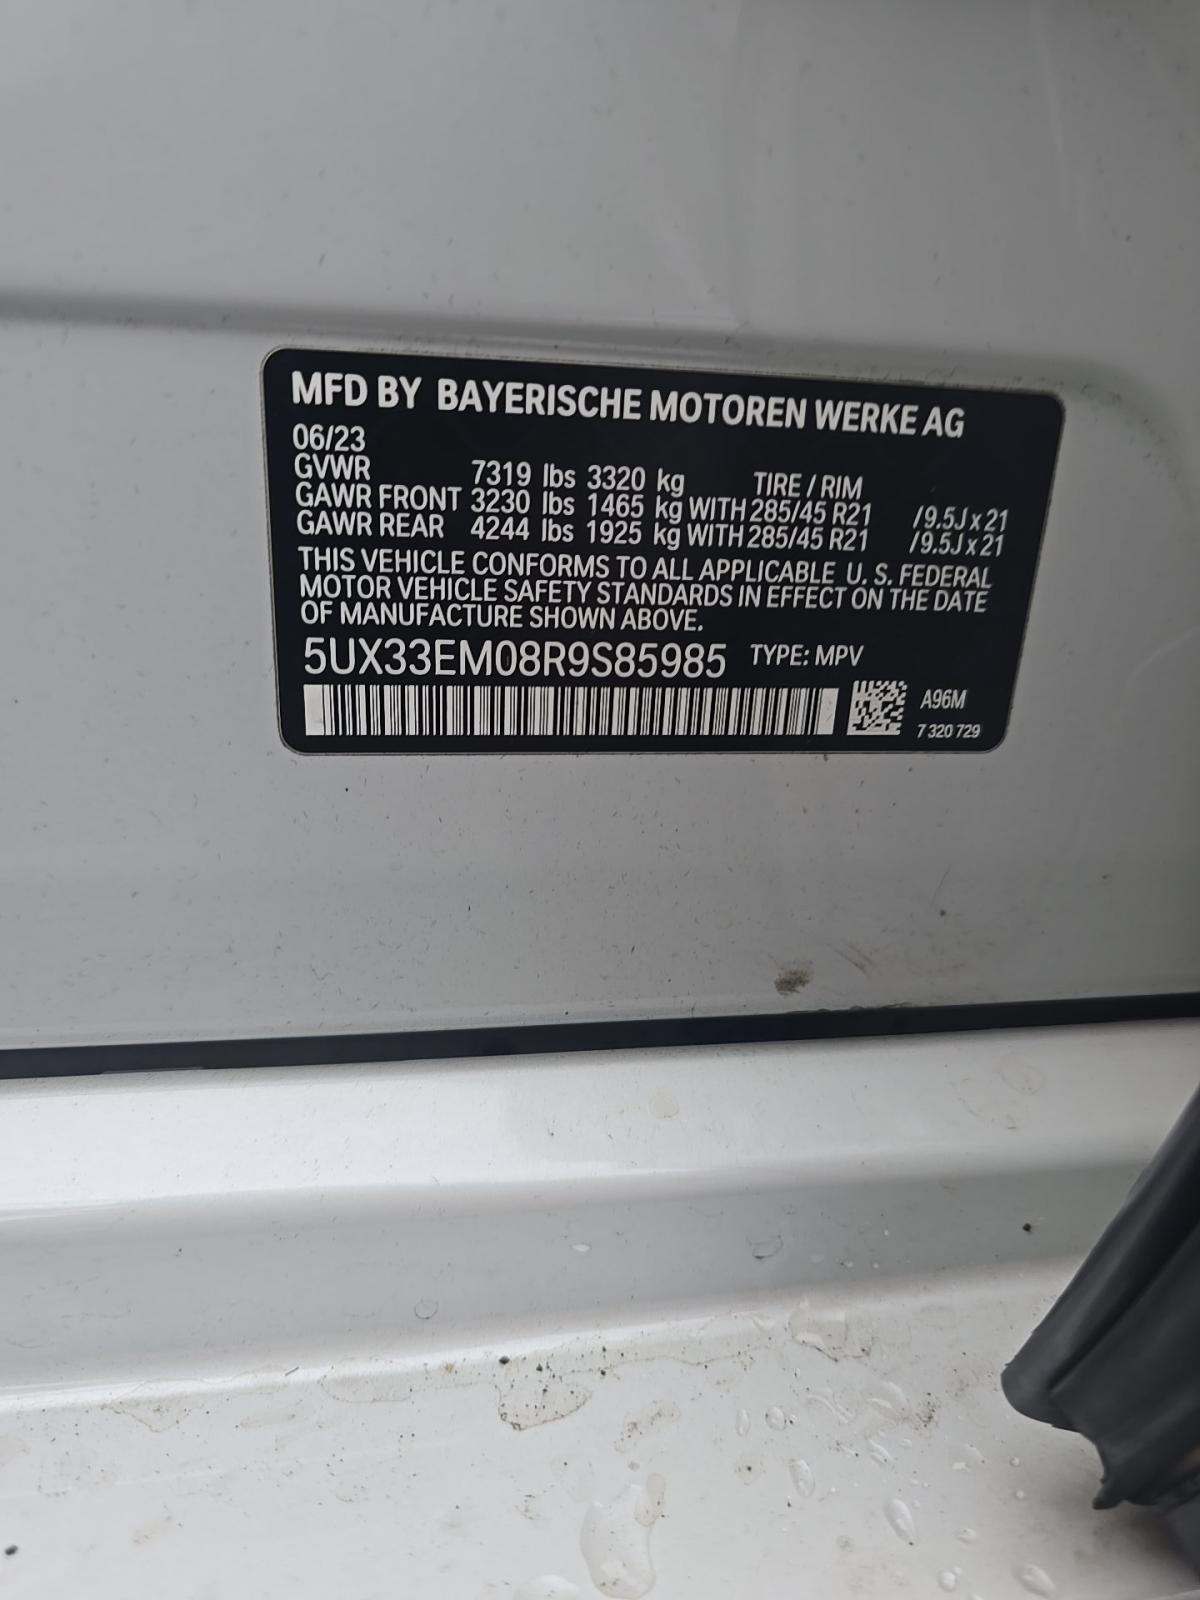 MFD BY BAYERISCHE MOTOREN WERKE AG
06/23
GVWR 7319 lbs 3320 kg TIRE / RIM
GAWR FRONT 3230 lbs 1465 kg WITH 285/45 R21 /9.5J x 21
GAWR REAR 4244 lbs 1925 kg WITH 285/45 R21 /9.5J x 21
THIS VEHICLE CONFORMS TO ALL APPLICABLE U. S. FEDERAL
MOTOR VEHICLE SAFETY STANDARDS IN EFFECT ON THE DATE
OF MANUFACTURE SHOWN ABOVE.
5UX33EM08R9S85985 TYPE: MPV
A96M
7 320 729